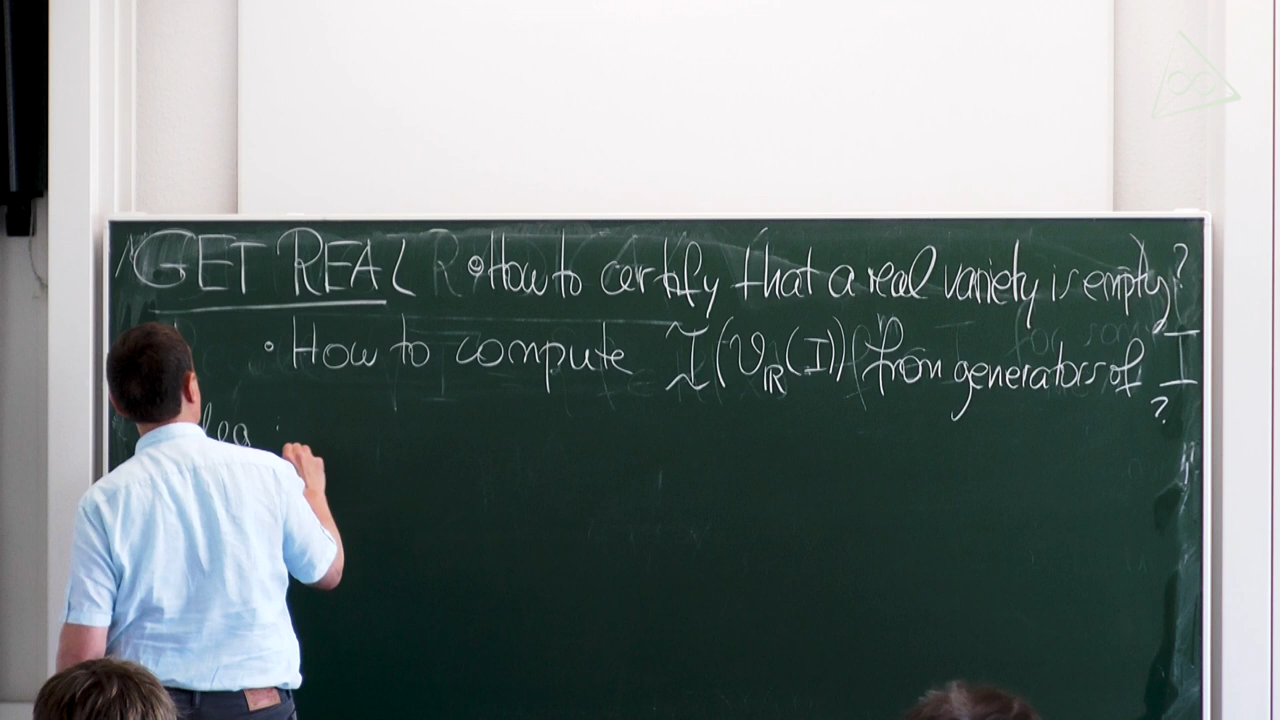 GET REAL • How to certify that a real variety is empty?
• How to compute I(V_ℝ(I)) from generators of I ?